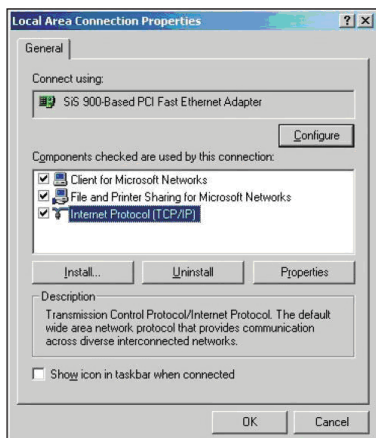 Local Area Connection Properties
General
Connect using:
SiS 900-Based PCI Fast Ethernet Adapter
Configure
Components checked are used by this connection:
Client for Microsoft Networks
File and Printer Sharing for Microsoft Networks
Internet Protocol (TCP/IP)
Install... Uninstall Properties
Description
Transmission Control Protocol/Internet Protocol. The default
wide area network protocol that provides communication
across diverse interconnected networks.
Show icon in taskbar when connected
OK Cancel